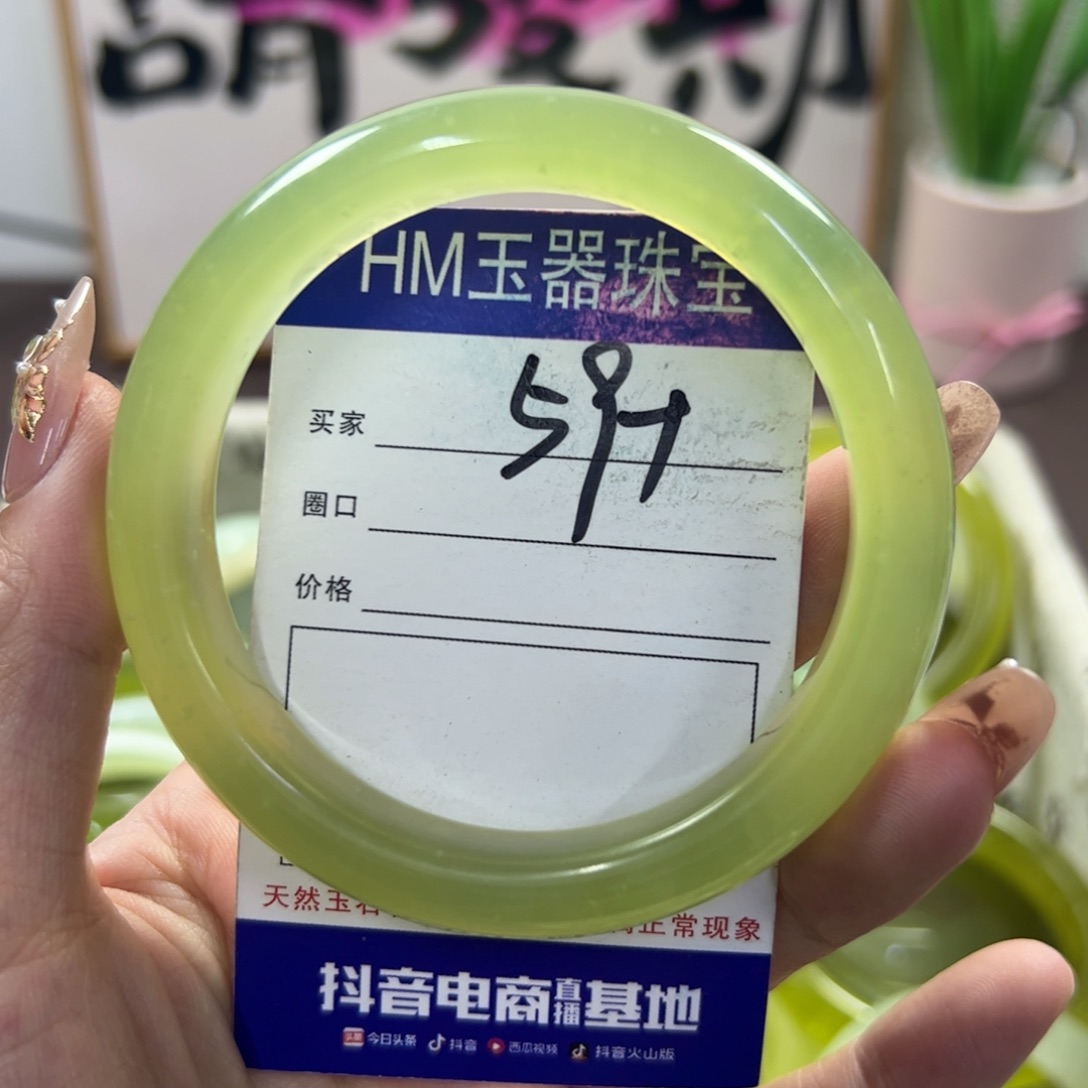 HM玉器珠宝
59H
买家
圈口
价格
天然玉石
正常现象
抖音电商直播基地
今日头条 抖音 西瓜视频 抖音火山版